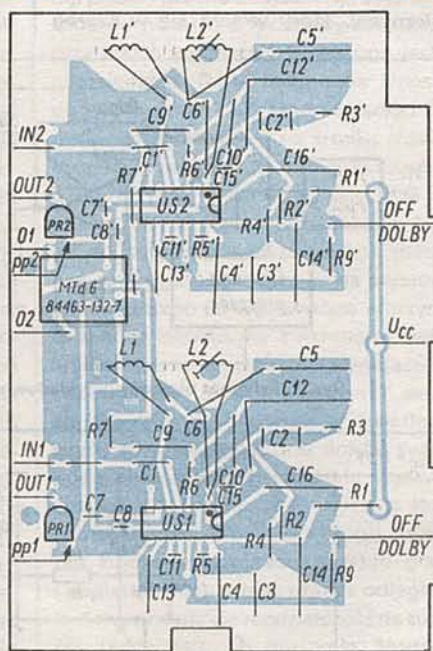 L1' L2' C5'
C12'
C9' C6' C2' R3'
IN2
C1' R6' C10' C16'
C15'
OUT2 R7' US2 R2' R1'
C7' OFF
PR2 C8' R4' DOLBY
O1
C11' R5'
pp2 C13' C4' C3' C14' R9'
Mfd 6
84463-132-7
O2 Ucc
L1 L2 C5
C12
R7 C9 C6 C2 R3
IN1
C1 R6 C10 C16
C15
OUT1 R1
C7 C8 US1 R2
PR1 OFF
R4 DOLBY
pp1 C11 R5
C13 C4 C3 C14 R9